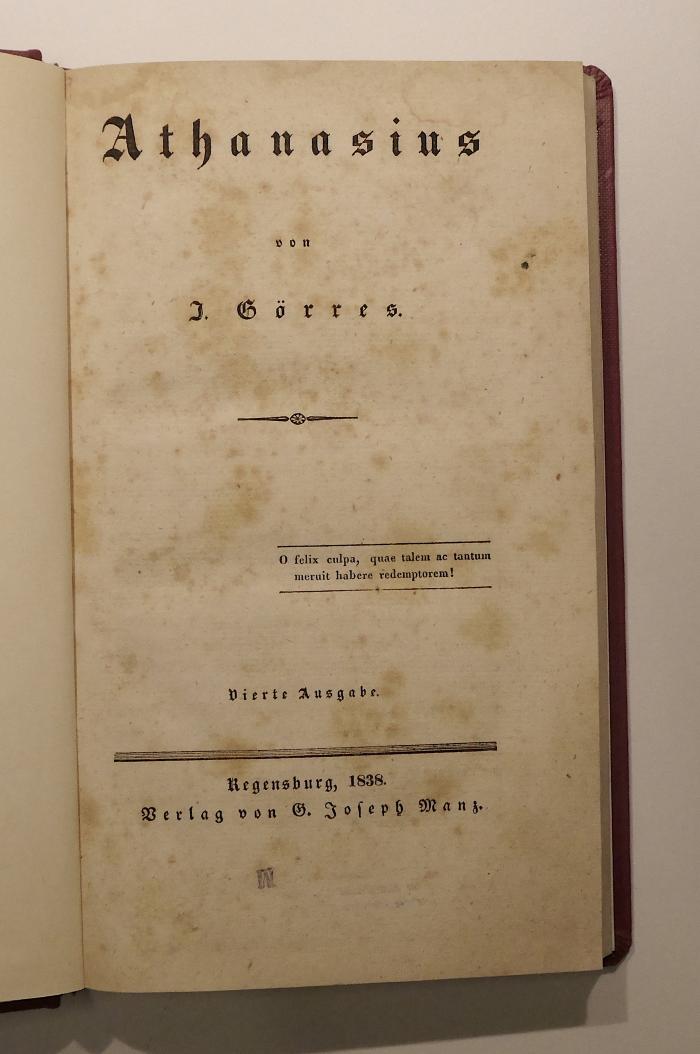 Athanasius
von
J. Görres.
O felix culpa, quae talem ac tantum
meruit habere redemptorem!
Vierte Ausgabe.
Regensburg, 1838.
Verlag von G. Joſeph Manz.